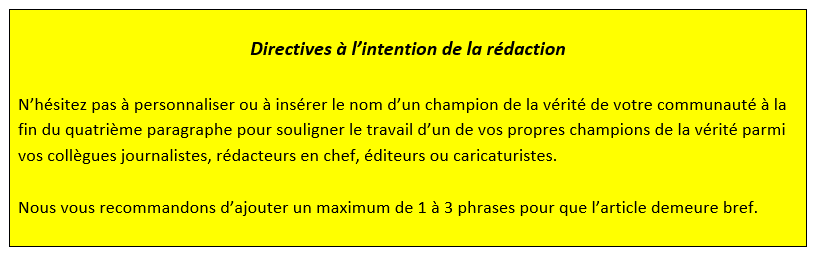 Directives à l’intention de la rédaction
N’hésitez pas à personnaliser ou à insérer le nom d’un champion de la vérité de votre communauté à la
fin du quatrième paragraphe pour souligner le travail d’un de vos propres champions de la vérité parmi
vos collègues journalistes, rédacteurs en chef, éditeurs ou caricaturistes.
Nous vous recommandons d’ajouter un maximum de 1 à 3 phrases pour que l’article demeure bref.